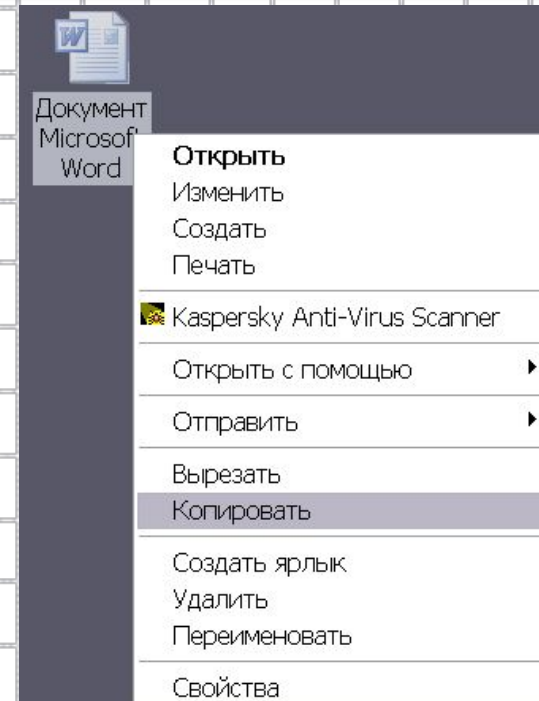 Документ
Microsoft
Word
Открыть
Изменить
Создать
Печать
Kaspersky Anti-Virus Scanner
Открыть с помощью
Отправить
Вырезать
Копировать
Создать ярлык
Удалить
Переименовать
Свойства